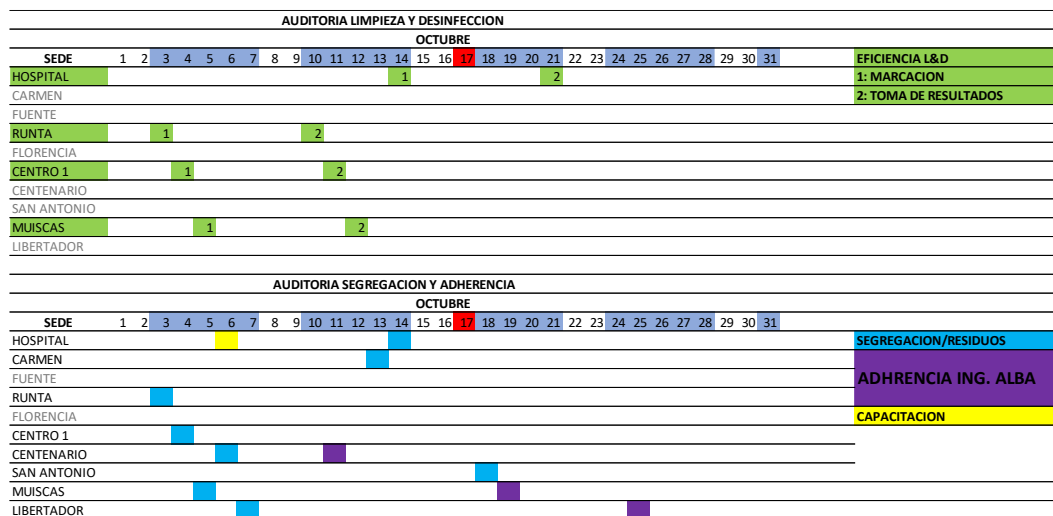 AUDITORIA LIMPIEZA Y DESINFECCION
OCTUBRE
SEDE 1 2 3 4 5 6 7 8 9 10 11 12 13 14 15 16 17 18 19 20 21 22 23 24 25 26 27 28 29 30 31 EFICIENCIA L&D
HOSPITAL 1 2 1: MARCACION
CARMEN 2: TOMA DE RESULTADOS
FUENTE
RUNTA 1 2
FLORENCIA
CENTRO 1 1 2
CENTENARIO
SAN ANTONIO
MUISCAS 1 2
LIBERTADOR
AUDITORIA SEGREGACION Y ADHERENCIA
OCTUBRE
SEDE 1 2 3 4 5 6 7 8 9 10 11 12 13 14 15 16 17 18 19 20 21 22 23 24 25 26 27 28 29 30 31
HOSPITAL SEGREGACION/RESIDUOS
CARMEN
FUENTE ADHRENCIA ING. ALBA
RUNTA
FLORENCIA CAPACITACION
CENTRO 1
CENTENARIO
SAN ANTONIO
MUISCAS
LIBERTADOR